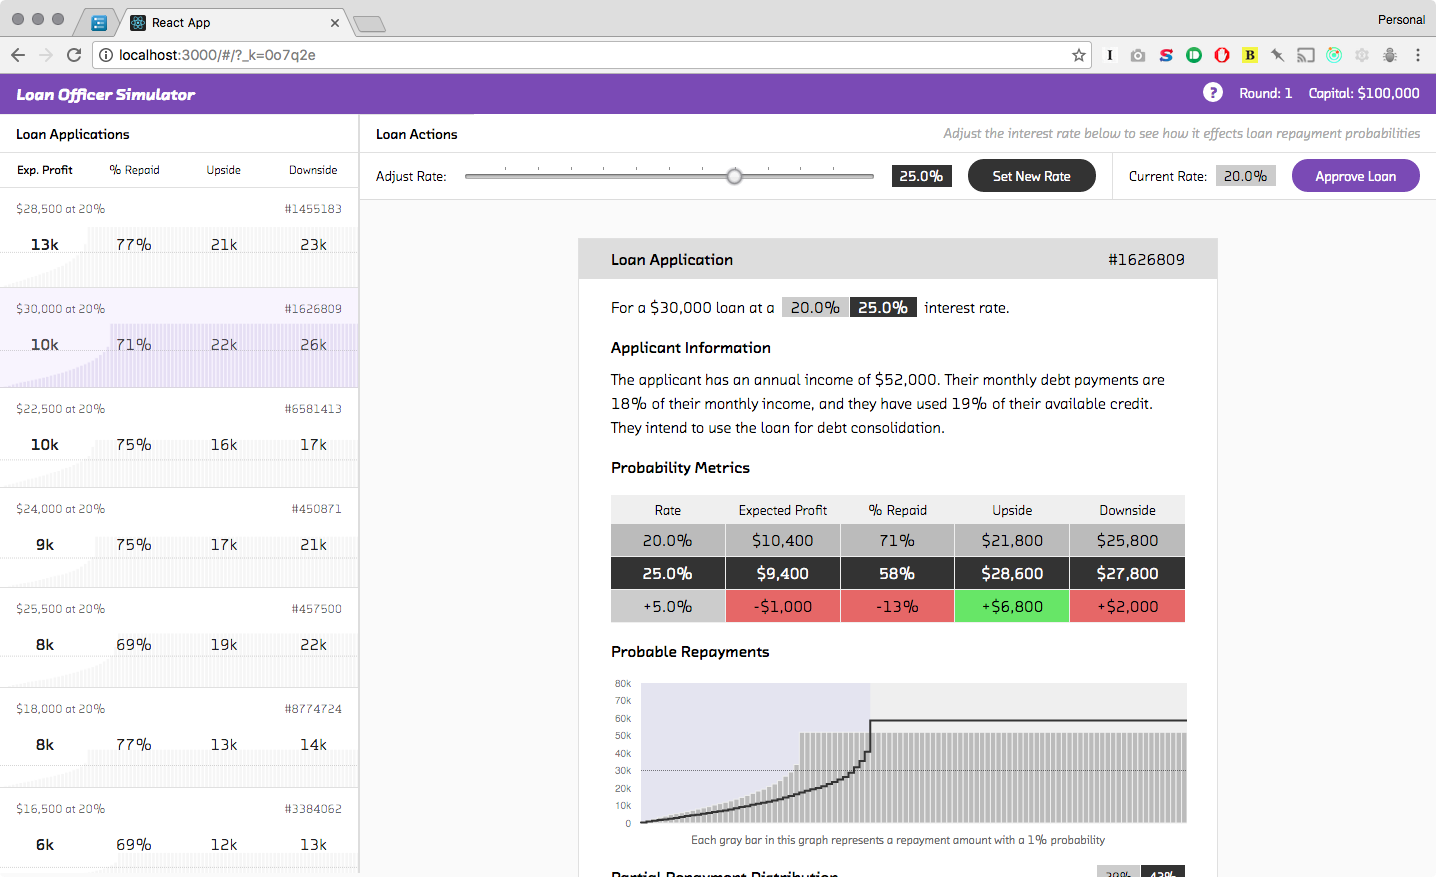 React App
Personal
localhost:3000/#/?_k=0o7q2e
Loan Officer Simulator
? Round: 1 Capital: $100,000
Loan Applications
Exp. Profit % Repaid Upside Downside
$28,500 at 20% #1455183
13k 77% 21k 23k
$30,000 at 20% #1626809
10k 71% 22k 26k
$22,500 at 20% #6581413
10k 75% 16k 17k
$24,000 at 20% #450871
9k 75% 17k 21k
$25,500 at 20% #457500
8k 69% 19k 22k
$18,000 at 20% #8774724
8k 77% 13k 14k
$16,500 at 20% #3384062
6k 69% 12k 13k
Loan Actions
Adjust the interest rate below to see how it effects loan repayment probabilities
Adjust Rate: 25.0% Set New Rate Current Rate: 20.0% Approve Loan
Loan Application #1626809
For a $30,000 loan at a 20.0% 25.0% interest rate.
Applicant Information
The applicant has an annual income of $52,000. Their monthly debt payments are
18% of their monthly income, and they have used 19% of their available credit.
They intend to use the loan for debt consolidation.
Probability Metrics
Rate Expected Profit % Repaid Upside Downside
20.0% $10,400 71% $21,800 $25,800
25.0% $9,400 58% $28,600 $27,800
+5.0% -$1,000 -13% +$6,800 +$2,000
Probable Repayments
80k
70k
60k
50k
40k
30k
20k
10k
0
Each gray bar in this graph represents a repayment amount with a 1% probability
Partial Repayment Distribution